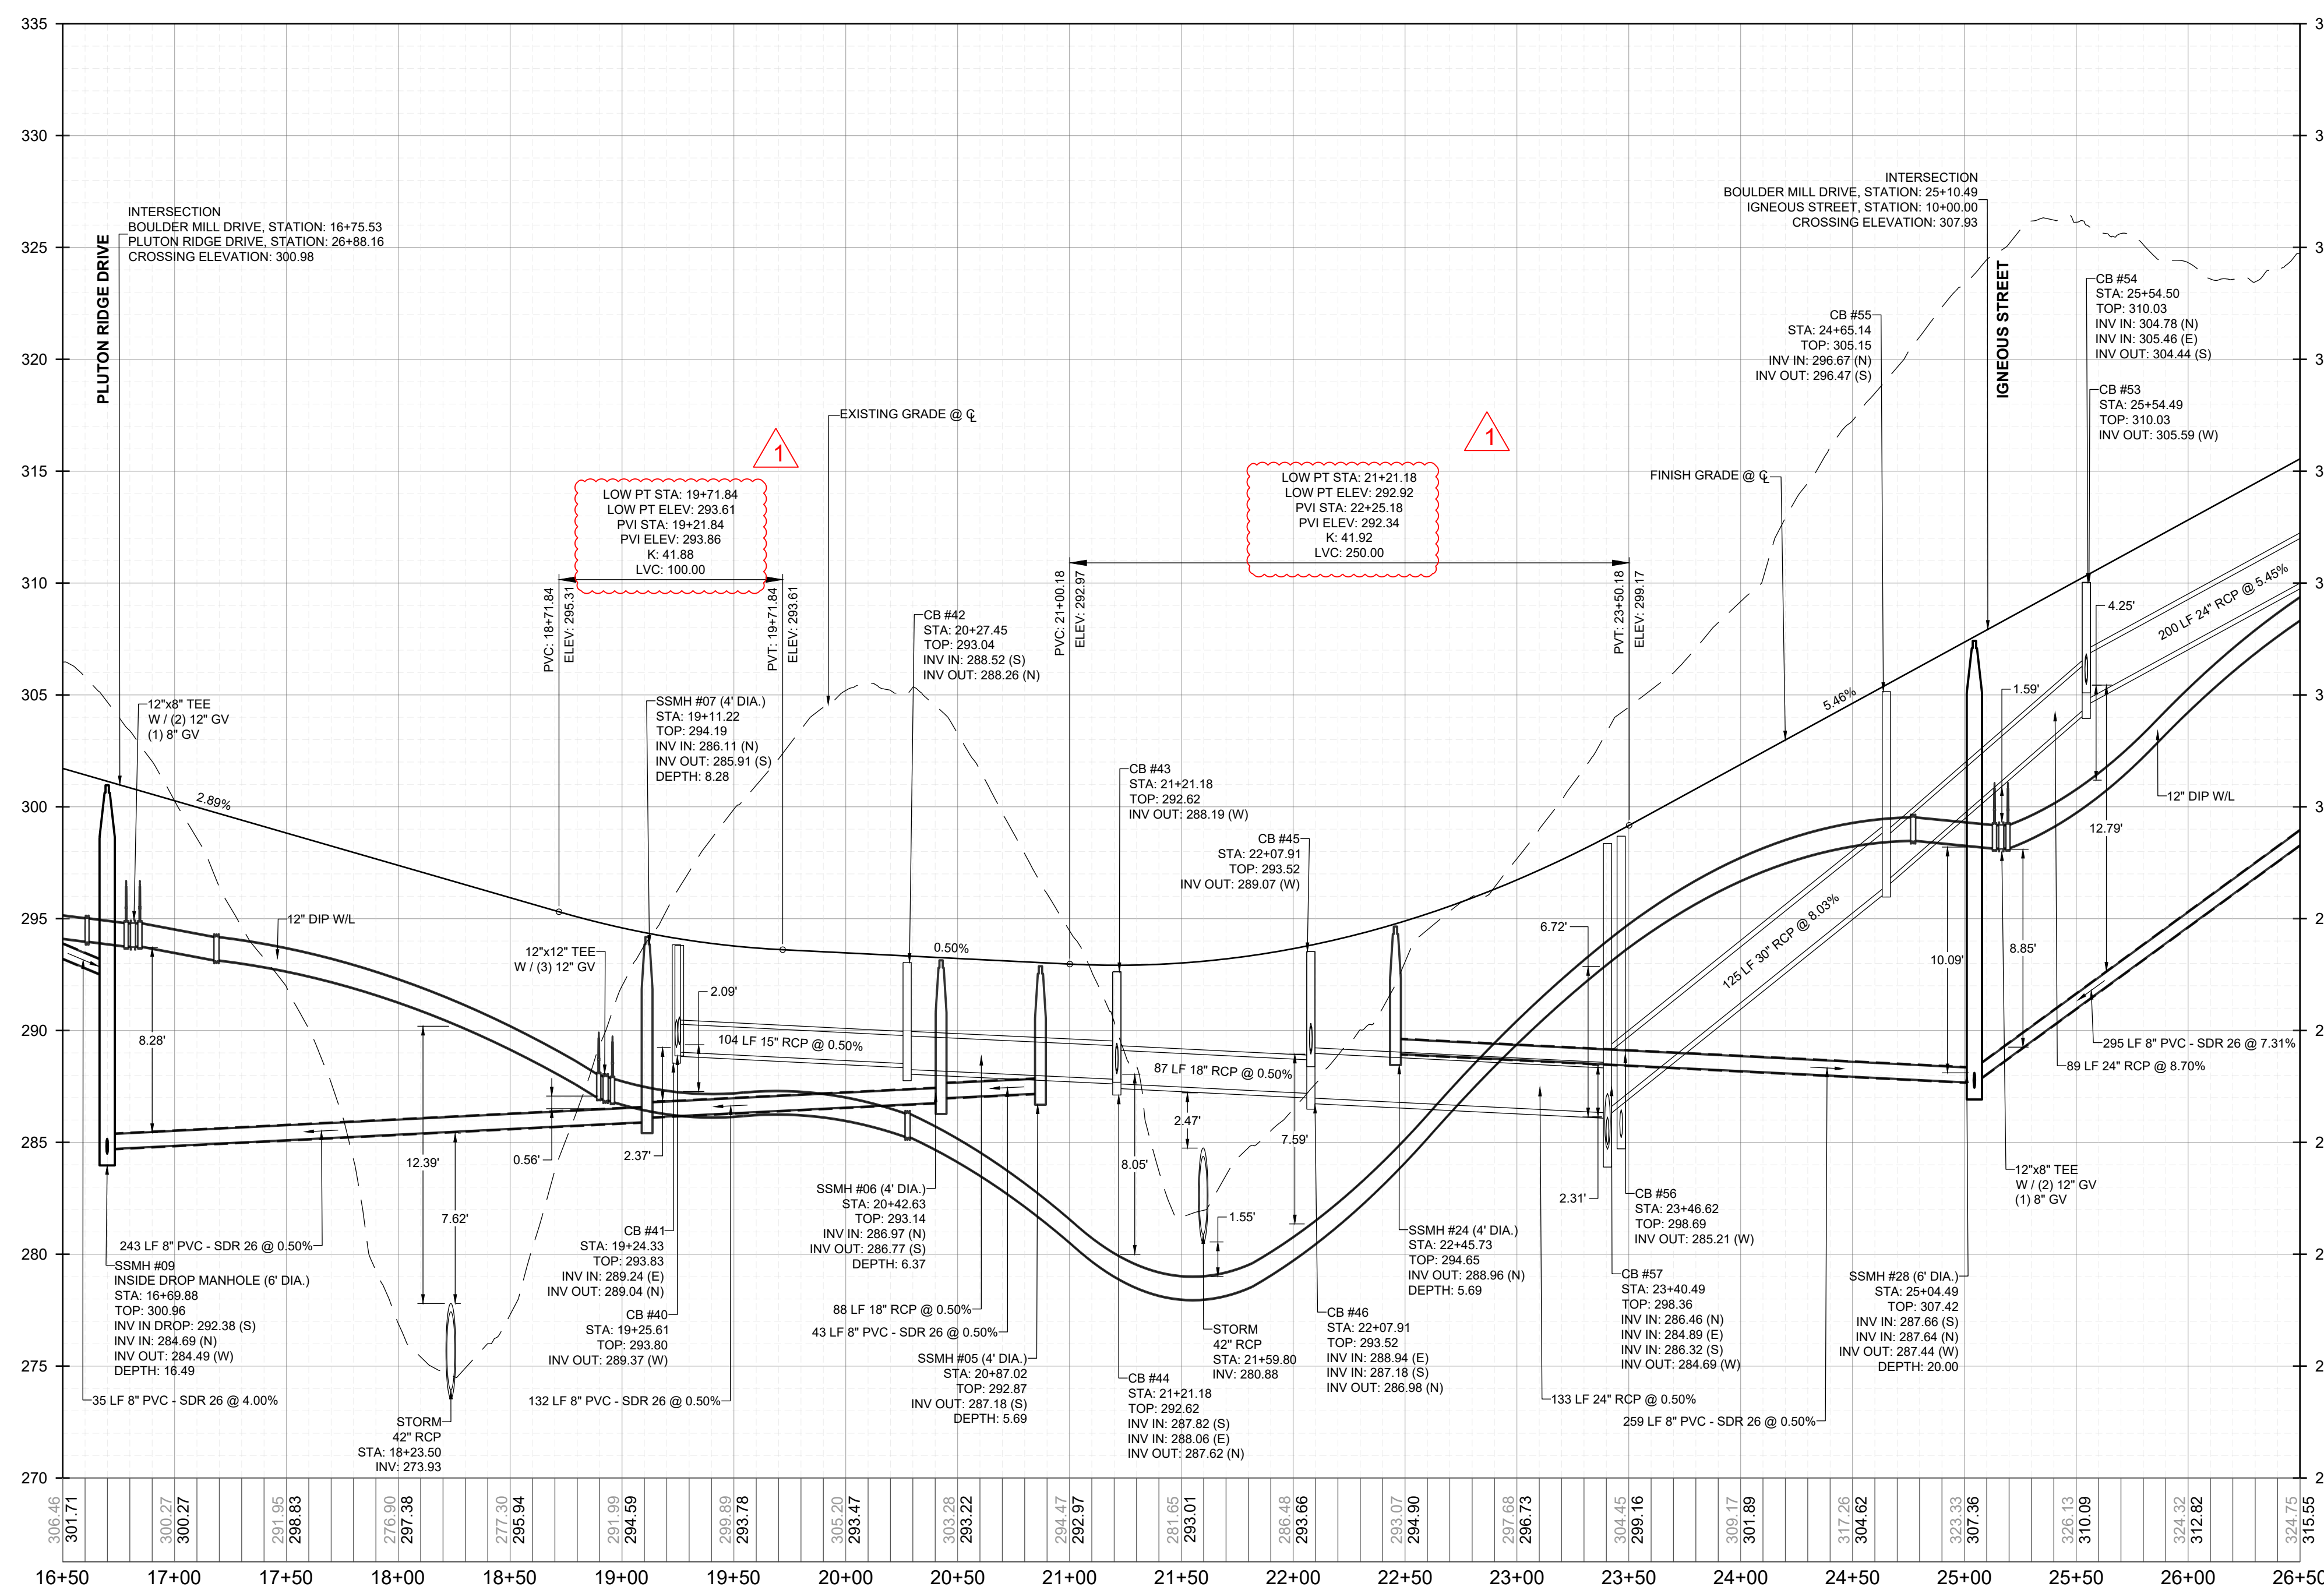 335
330
325
320
315
310
305
300
295
290
285
280
275
270
PLUTON RIDGE DRIVE
INTERSECTION
BOULDER MILL DRIVE, STATION: 16+75.53
PLUTON RIDGE DRIVE, STATION: 26+88.16
CROSSING ELEVATION: 300.98
12"x8" TEE
W / (2) 12" GV
(1) 8" GV
2.89%
12" DIP W/L
8.28'
243 LF 8" PVC - SDR 26 @ 0.50%
SSMH #09
INSIDE DROP MANHOLE (6' DIA.)
STA: 16+69.88
TOP: 300.96
INV IN DROP: 292.38 (S)
INV IN: 284.69 (N)
INV OUT: 284.49 (W)
DEPTH: 16.49
35 LF 8" PVC - SDR 26 @ 4.00%
12.39'
7.62'
STORM
42" RCP
STA: 18+23.50
INV: 273.93
1
LOW PT STA: 19+71.84
LOW PT ELEV: 293.61
PVI STA: 19+21.84
PVI ELEV: 293.86
K: 41.88
LVC: 100.00
PVC: 18+71.84
ELEV: 295.31
PVT: 19+71.84
ELEV: 293.61
EXISTING GRADE @ ℄
SSMH #07 (4' DIA.)
STA: 19+11.22
TOP: 294.19
INV IN: 286.11 (N)
INV OUT: 285.91 (S)
DEPTH: 8.28
12"x12" TEE
W / (3) 12" GV
2.09'
104 LF 15" RCP @ 0.50%
0.56'
2.37'
CB #41
STA: 19+24.33
TOP: 293.83
INV IN: 289.24 (E)
INV OUT: 289.04 (N)
CB #40
STA: 19+25.61
TOP: 293.80
INV OUT: 289.37 (W)
132 LF 8" PVC - SDR 26 @ 0.50%
CB #42
STA: 20+27.45
TOP: 293.04
INV IN: 288.52 (S)
INV OUT: 288.26 (N)
0.50%
SSMH #06 (4' DIA.)
STA: 20+42.63
TOP: 293.14
INV IN: 286.97 (N)
INV OUT: 286.77 (S)
DEPTH: 6.37
88 LF 18" RCP @ 0.50%
43 LF 8" PVC - SDR 26 @ 0.50%
SSMH #05 (4' DIA.)
STA: 20+87.02
TOP: 292.87
INV OUT: 287.18 (S)
DEPTH: 5.69
1
LOW PT STA: 21+21.18
LOW PT ELEV: 292.92
PVI STA: 22+25.18
PVI ELEV: 292.34
K: 41.92
LVC: 250.00
PVC: 21+00.18
ELEV: 292.97
PVT: 23+50.18
ELEV: 299.17
CB #43
STA: 21+21.18
TOP: 292.62
INV OUT: 288.19 (W)
CB #45
STA: 22+07.91
TOP: 293.52
INV OUT: 289.07 (W)
87 LF 18" RCP @ 0.50%
2.47'
8.05'
7.59'
1.55'
STORM
42" RCP
STA: 21+59.80
INV: 280.88
CB #44
STA: 21+21.18
TOP: 292.62
INV IN: 287.82 (S)
INV IN: 288.06 (E)
INV OUT: 287.62 (N)
CB #46
STA: 22+07.91
TOP: 293.52
INV IN: 288.94 (E)
INV IN: 287.18 (S)
INV OUT: 286.98 (N)
SSMH #24 (4' DIA.)
STA: 22+45.73
TOP: 294.65
INV OUT: 288.96 (N)
DEPTH: 5.69
6.72'
2.31'
CB #56
STA: 23+46.62
TOP: 298.69
INV OUT: 285.21 (W)
CB #57
STA: 23+40.49
TOP: 298.36
INV IN: 286.46 (N)
INV IN: 284.89 (E)
INV IN: 286.32 (S)
INV OUT: 284.69 (W)
133 LF 24" RCP @ 0.50%
259 LF 8" PVC - SDR 26 @ 0.50%
FINISH GRADE @ ℄
5.46%
125 LF 30" RCP @ 8.03%
CB #55
STA: 24+65.14
TOP: 305.15
INV IN: 296.67 (N)
INV OUT: 296.47 (S)
INTERSECTION
BOULDER MILL DRIVE, STATION: 25+10.49
IGNEOUS STREET, STATION: 10+00.00
CROSSING ELEVATION: 307.93
IGNEOUS STREET
CB #54
STA: 25+54.50
TOP: 310.03
INV IN: 304.78 (N)
INV IN: 305.46 (E)
INV OUT: 304.44 (S)
CB #53
STA: 25+54.49
TOP: 310.03
INV OUT: 305.59 (W)
200 LF 24" RCP @ 5.45%
4.25'
1.59'
12" DIP W/L
12.79'
10.09'
8.85'
295 LF 8" PVC - SDR 26 @ 7.31%
89 LF 24" RCP @ 8.70%
12"x8" TEE
W / (2) 12" GV
(1) 8" GV
SSMH #28 (6' DIA.)
STA: 25+04.49
TOP: 307.42
INV IN: 287.66 (S)
INV IN: 287.64 (N)
INV OUT: 287.44 (W)
DEPTH: 20.00
306.46 301.71
300.27 300.27
291.95 298.83
276.90 297.38
277.30 295.94
291.99 294.59
299.89 293.78
305.20 293.47
303.28 293.22
294.47 292.97
281.65 293.01
286.48 293.66
293.07 294.90
297.68 296.73
304.45 299.16
309.17 301.89
317.26 304.62
323.33 307.36
326.13 310.09
324.32 312.82
324.75 315.55
16+50 17+00 17+50 18+00 18+50 19+00 19+50 20+00 20+50 21+00 21+50 22+00 22+50 23+00 23+50 24+00 24+50 25+00 25+50 26+00